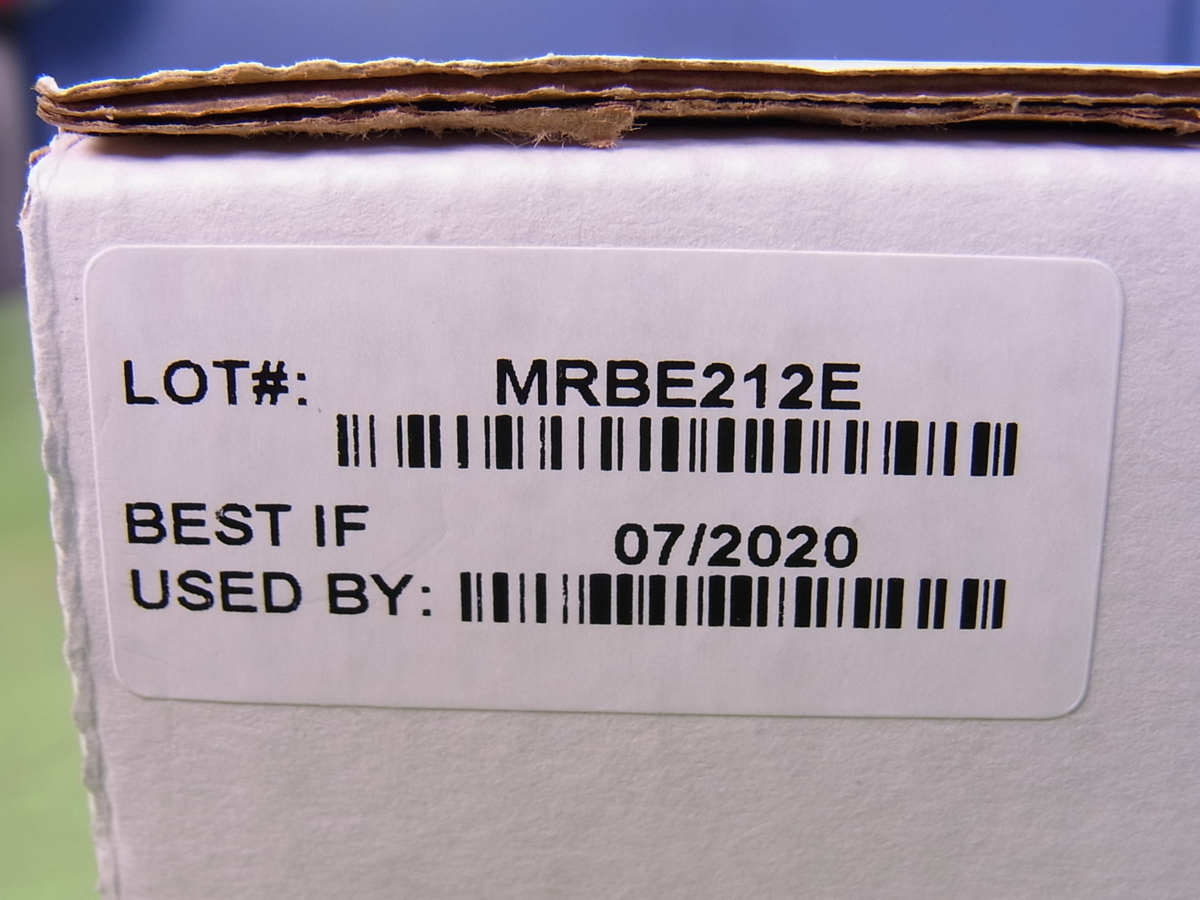 LOT#: MRBE212E
BEST IF
USED BY: 07/2020